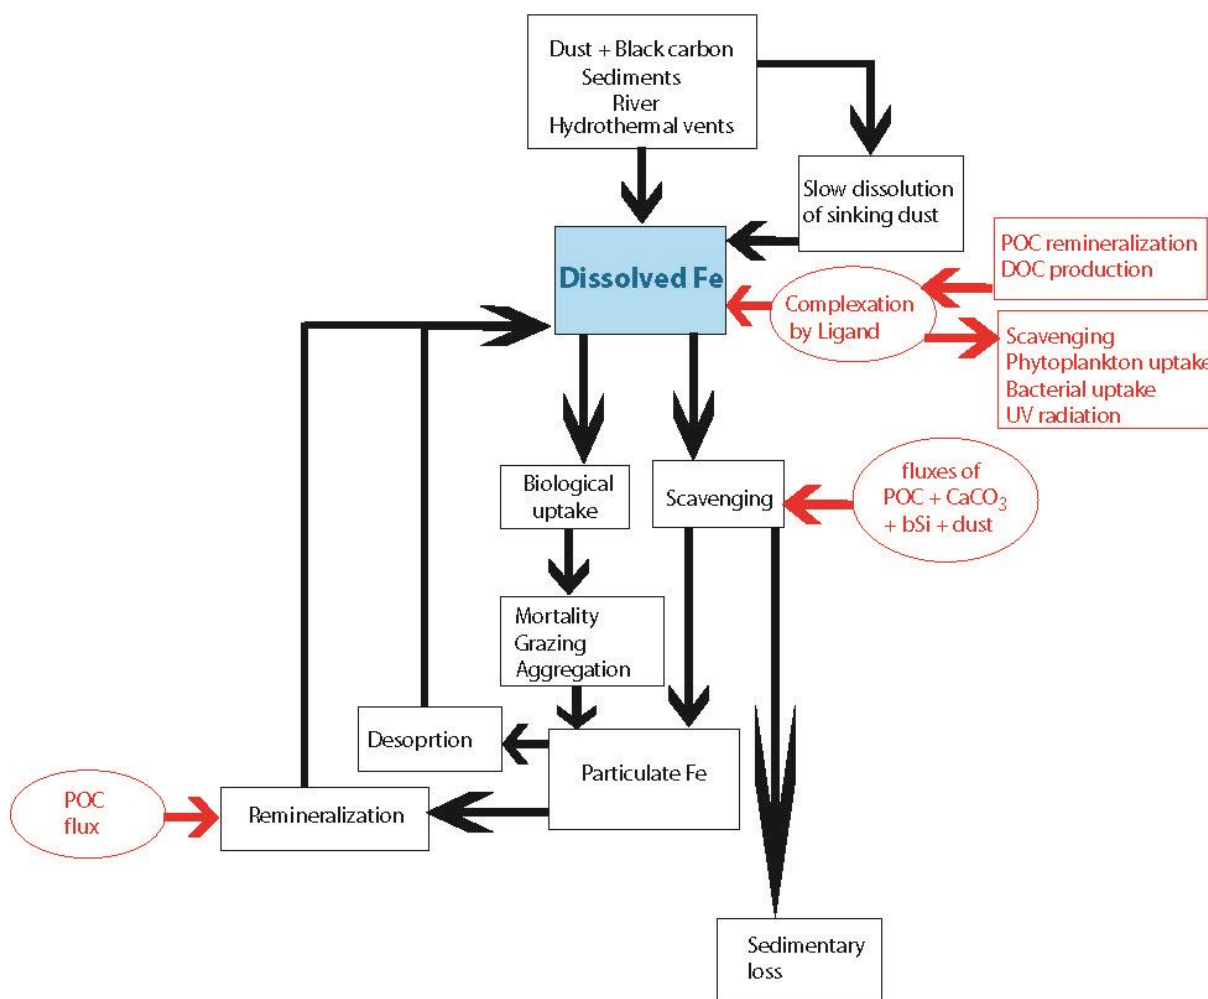 Dust + Black carbon
Sediments
River
Hydrothermal vents
Slow dissolution
of sinking dust
POC remineralization
DOC production
Dissolved Fe
Complexation
by Ligand
Scavenging
Phytoplankton uptake
Bacterial uptake
UV radiation
Biological
uptake
Scavenging
fluxes of
POC + CaCO₃
+ bSi + dust
Mortality
Grazing
Aggregation
Desoprtion
Particulate Fe
POC
flux
Remineralization
Sedimentary
loss